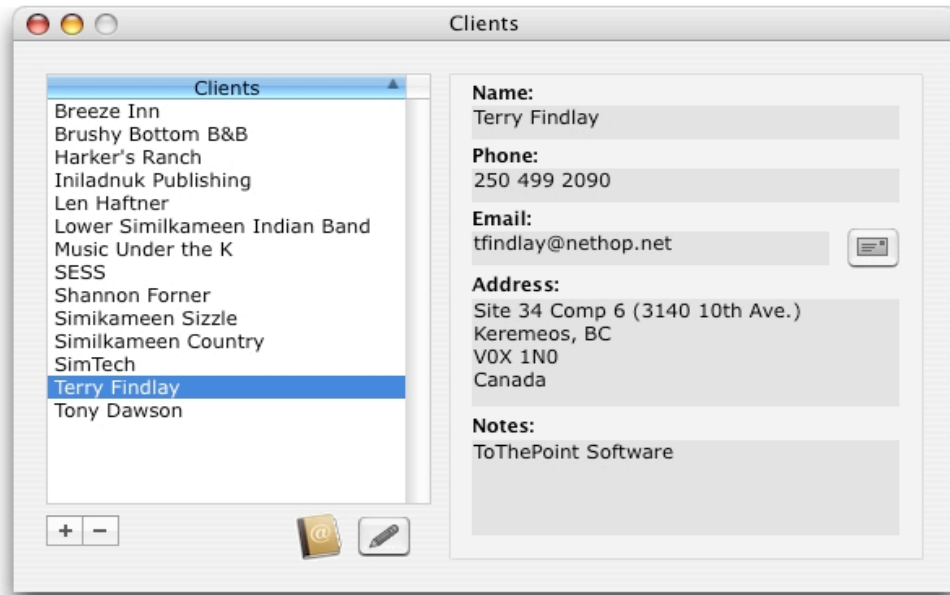 Clients
Clients
Breeze Inn
Brushy Bottom B&B
Harker's Ranch
Iniladnuk Publishing
Len Haftner
Lower Similkameen Indian Band
Music Under the K
SESS
Shannon Forner
Simikameen Sizzle
Similkameen Country
SimTech
Terry Findlay
Tony Dawson
Name:
Terry Findlay
Phone:
250 499 2090
Email:
tfindlay@nethop.net
Address:
Site 34 Comp 6 (3140 10th Ave.)
Keremeos, BC
V0X 1N0
Canada
Notes:
ToThePoint Software